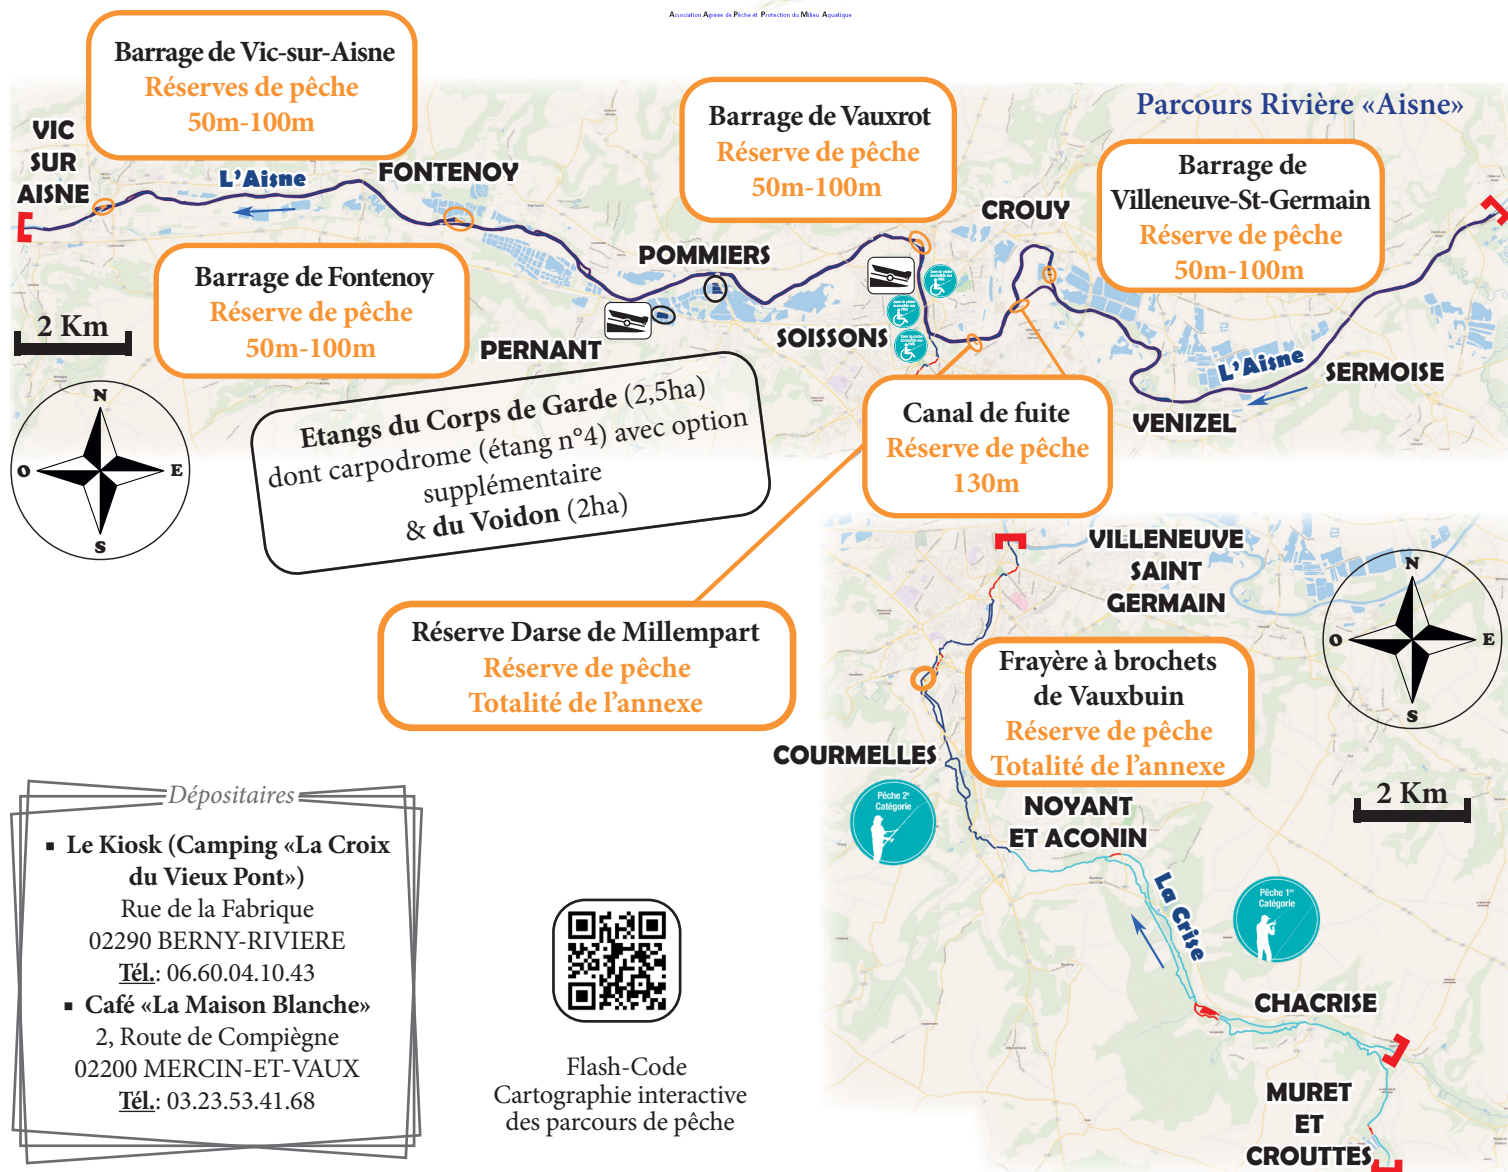 Association Agréée de Pêche et Protection du Milieu Aquatique
Barrage de Vic-sur-Aisne
Réserves de pêche
50m-100m
VIC
SUR
AISNE
L'Aisne
FONTENOY
Barrage de Fontenoy
Réserve de pêche
50m-100m
2 Km
N
O
E
S
PERNANT
POMMIERS
Barrage de Vauxrot
Réserve de pêche
50m-100m
Parcours Rivière «Aisne»
CROUY
Barrage de
Villeneuve-St-Germain
Réserve de pêche
50m-100m
SOISSONS
L'Aisne
SERMOISE
VENIZEL
Etangs du Corps de Garde (2,5ha)
dont carpodrome (étang n°4) avec option
supplémentaire
& du Voidon (2ha)
Canal de fuite
Réserve de pêche
130m
Réserve Darse de Millempart
Réserve de pêche
Totalité de l'annexe
VILLENEUVE
SAINT
GERMAIN
N
O
E
S
Frayère à brochets
de Vauxbuin
Réserve de pêche
Totalité de l'annexe
COURMELLES
Pêche 2e
Catégorie
NOYANT
ET ACONIN
2 Km
La Crise
Pêche 1re
Catégorie
CHACRISE
MURET
ET
CROUTTES
Dépositaires
▪ Le Kiosk (Camping «La Croix
du Vieux Pont»)
Rue de la Fabrique
02290 BERNY-RIVIERE
Tél.: 06.60.04.10.43
▪ Café «La Maison Blanche»
2, Route de Compiègne
02200 MERCIN-ET-VAUX
Tél.: 03.23.53.41.68
Flash-Code
Cartographie interactive
des parcours de pêche